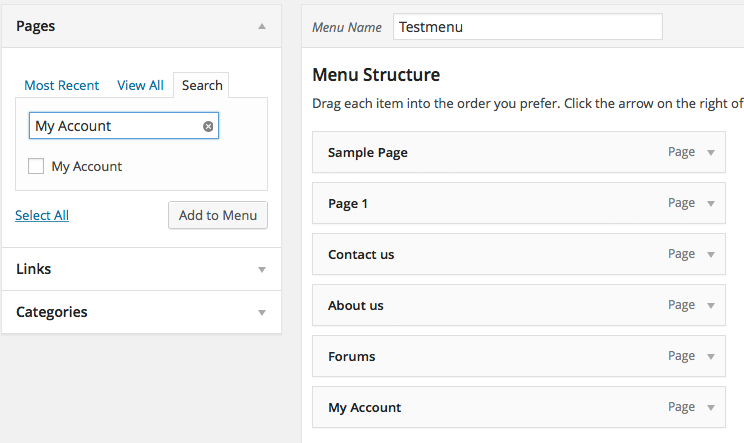 Pages
Most Recent View All Search
My Account
My Account
Select All Add to Menu
Links
Categories
Menu Name Testmenu
Menu Structure
Drag each item into the order you prefer. Click the arrow on the right of
Sample Page Page
Page 1 Page
Contact us Page
About us Page
Forums Page
My Account Page